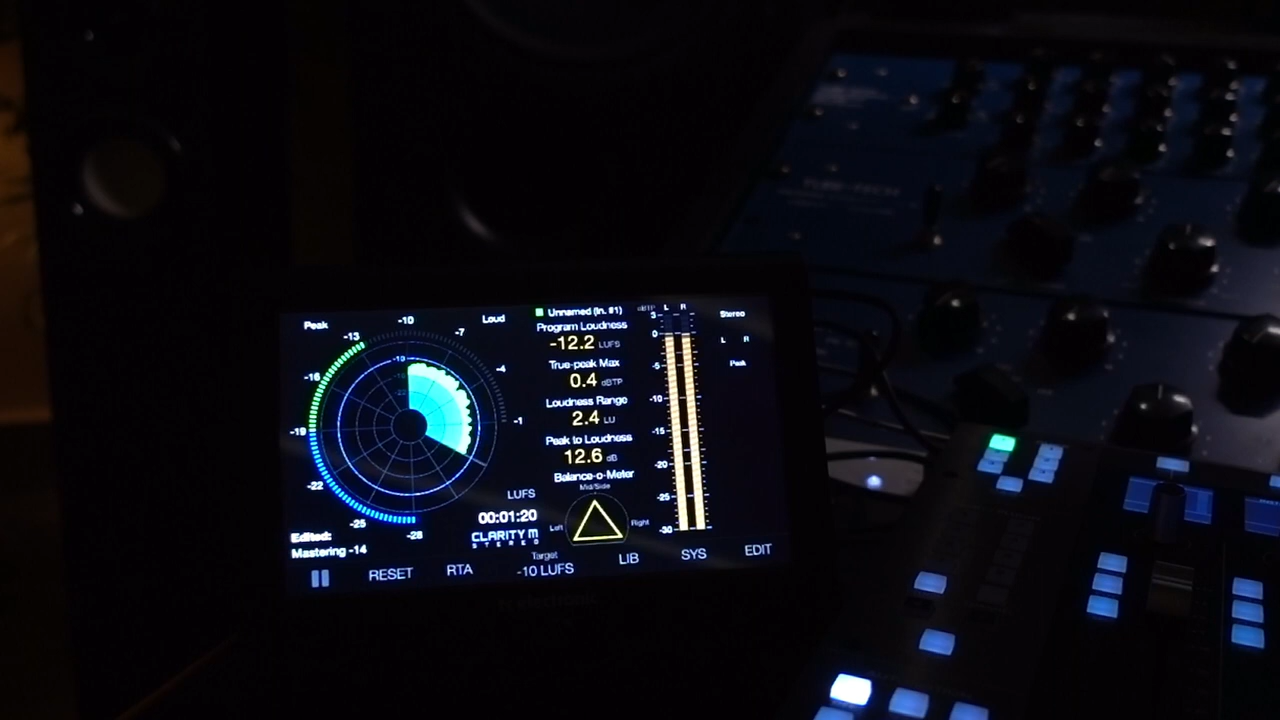 Peak
-10
Loud
-13
-7
-16
-4
-19
-1
-22
-25
-28
LUFS
00:01:20
CLARITY M
STEREO
Edited:
Mastering -14
Unnamed (In. #1)
Program Loudness
-12.2 LUFS
True-peak Max
0.4 dBTP
Loudness Range
2.4 LU
Peak to Loudness
12.6 dB
Balance-o-Meter
Mid/Side
Left
Right
dBTP L R
3
0
-5
-10
-15
-20
-25
-30
Stereo
L R
Peak
RESET
RTA
Target
-10 LUFS
LIB
SYS
EDIT
TUBE-TECH